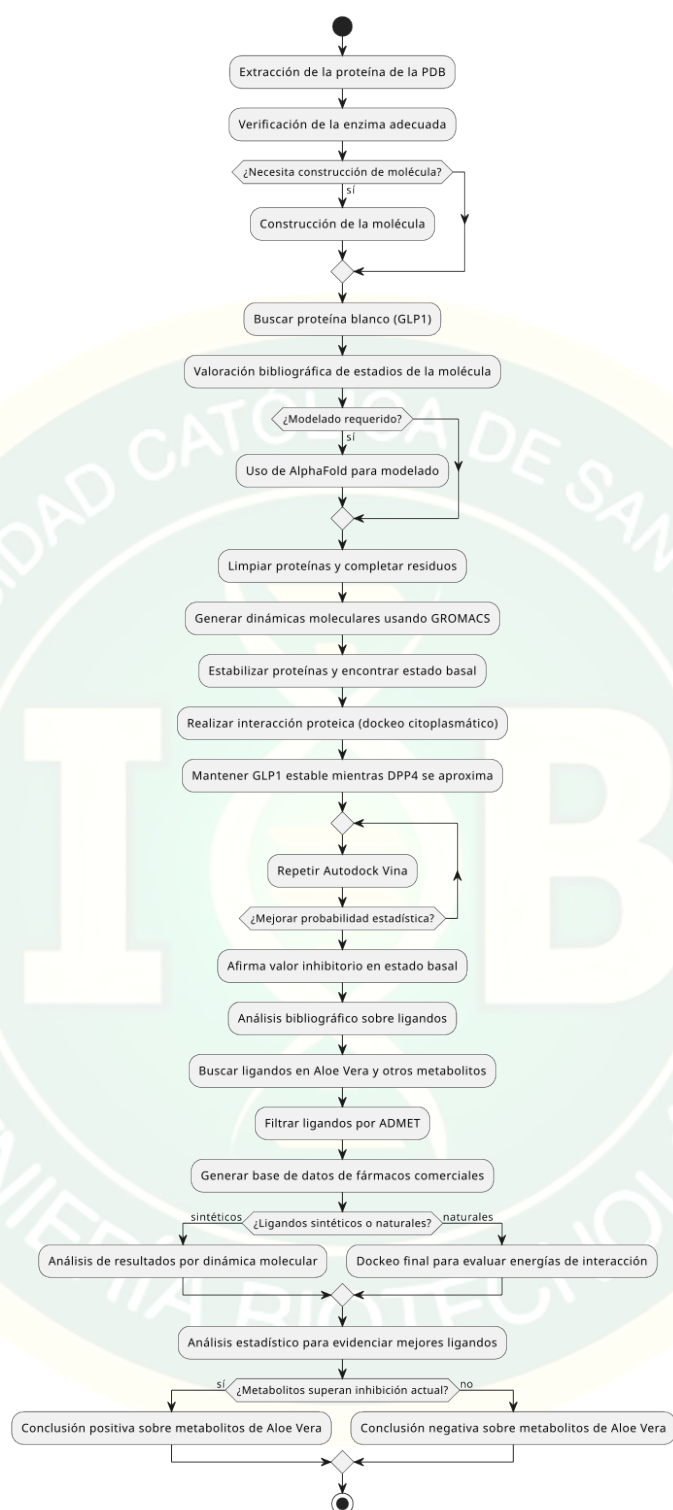 Extracción de la proteína de la PDB
Verificación de la enzima adecuada
¿Necesita construcción de molécula?
sí
Construcción de la molécula
Buscar proteína blanco (GLP1)
Valoración bibliográfica de estadios de la molécula
¿Modelado requerido?
sí
Uso de AlphaFold para modelado
Limpiar proteínas y completar residuos
Generar dinámicas moleculares usando GROMACS
Estabilizar proteínas y encontrar estado basal
Realizar interacción proteica (dockeo citoplasmático)
Mantener GLP1 estable mientras DPP4 se aproxima
Repetir Autodock Vina
¿Mejorar probabilidad estadística?
Afirma valor inhibitorio en estado basal
Análisis bibliográfico sobre ligandos
Buscar ligandos en Aloe Vera y otros metabolitos
Filtrar ligandos por ADMET
Generar base de datos de fármacos comerciales
sintéticos
¿Ligandos sintéticos o naturales?
naturales
Análisis de resultados por dinámica molecular
Dockeo final para evaluar energías de interacción
Análisis estadístico para evidenciar mejores ligandos
sí
¿Metabolitos superan inhibición actual?
no
Conclusión positiva sobre metabolitos de Aloe Vera
Conclusión negativa sobre metabolitos de Aloe Vera
CATÓLICA DE
I B